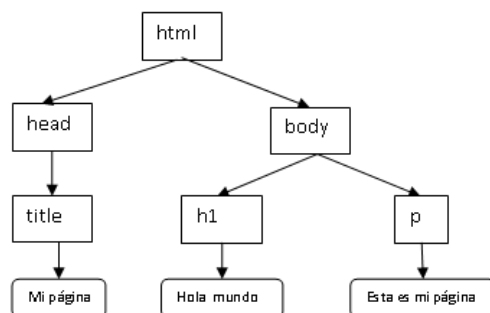 html
head
body
title
h1
p
Mi página
Hola mundo
Esta es mi página